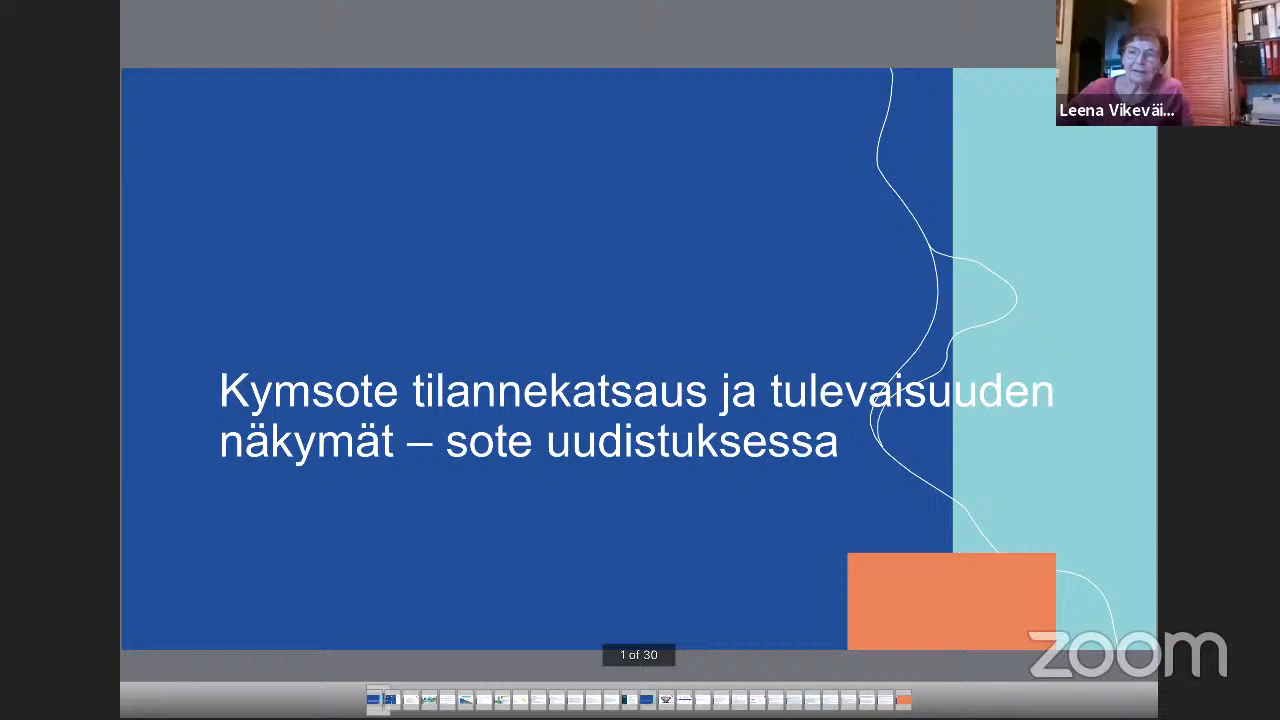 Leena Vikeväi...
Kymsote tilannekatsaus ja tulevaisuuden
näkymät – sote uudistuksessa
1 of 30
zoom